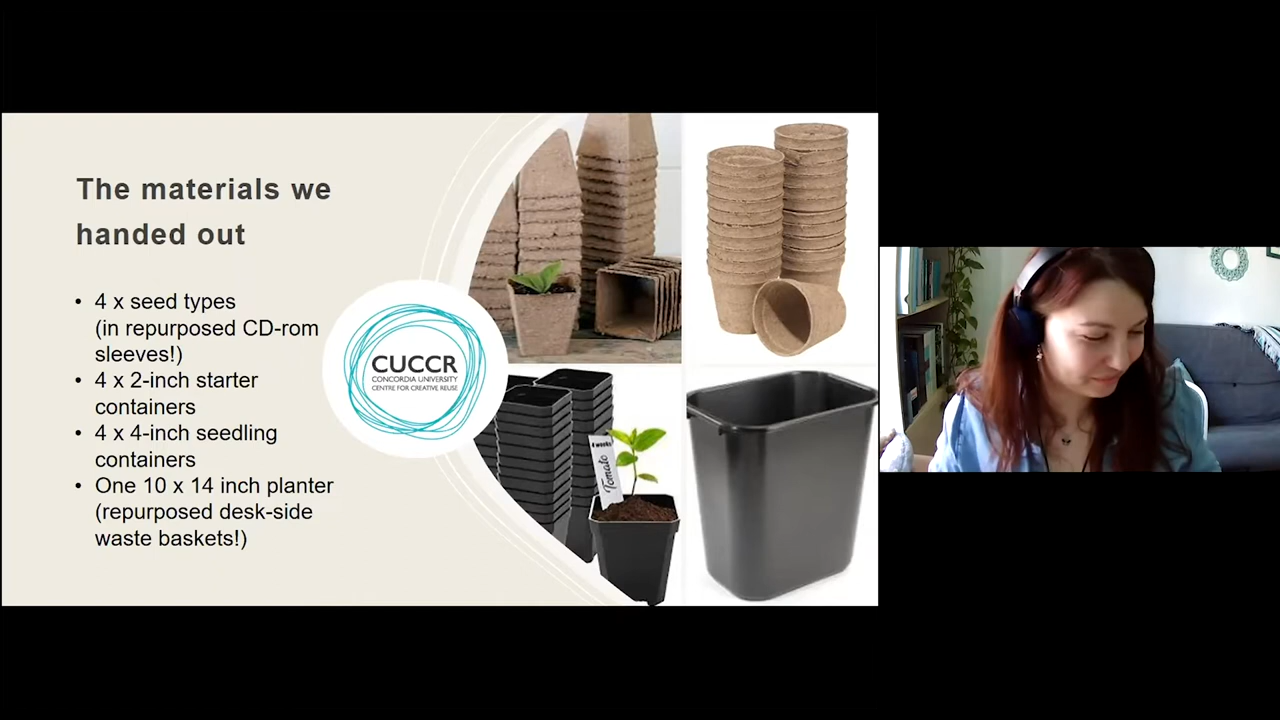 The materials we
handed out
• 4 x seed types
(in repurposed CD-rom
sleeves!)
• 4 x 2-inch starter
containers
• 4 x 4-inch seedling
containers
• One 10 x 14 inch planter
(repurposed desk-side
waste baskets!)
CUCCR
CONCORDIA UNIVERSITY
CENTRE FOR CREATIVE REUSE
4 weeks
Tomato